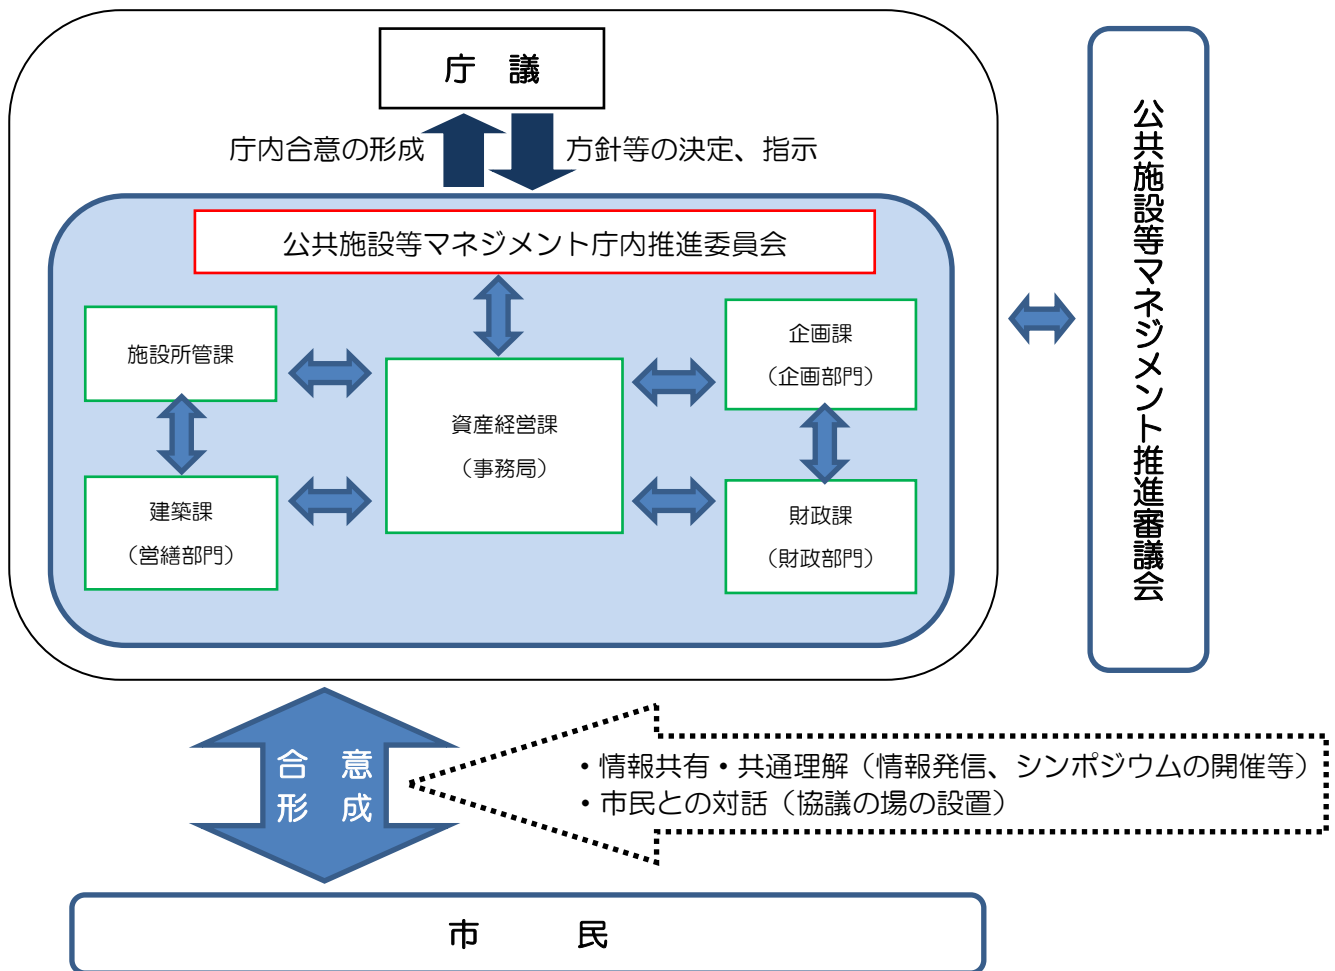 庁　議
庁内合意の形成
方針等の決定、指示
公共施設等マネジメント庁内推進委員会
施設所管課
企画課
（企画部門）
資産経営課
（事務局）
建築課
（営繕部門）
財政課
（財政部門）
公共施設等マネジメント推進審議会
合　意
形　成
・情報共有・共通理解（情報発信、シンポジウムの開催等）
・市民との対話（協議の場の設置）
市　　　民